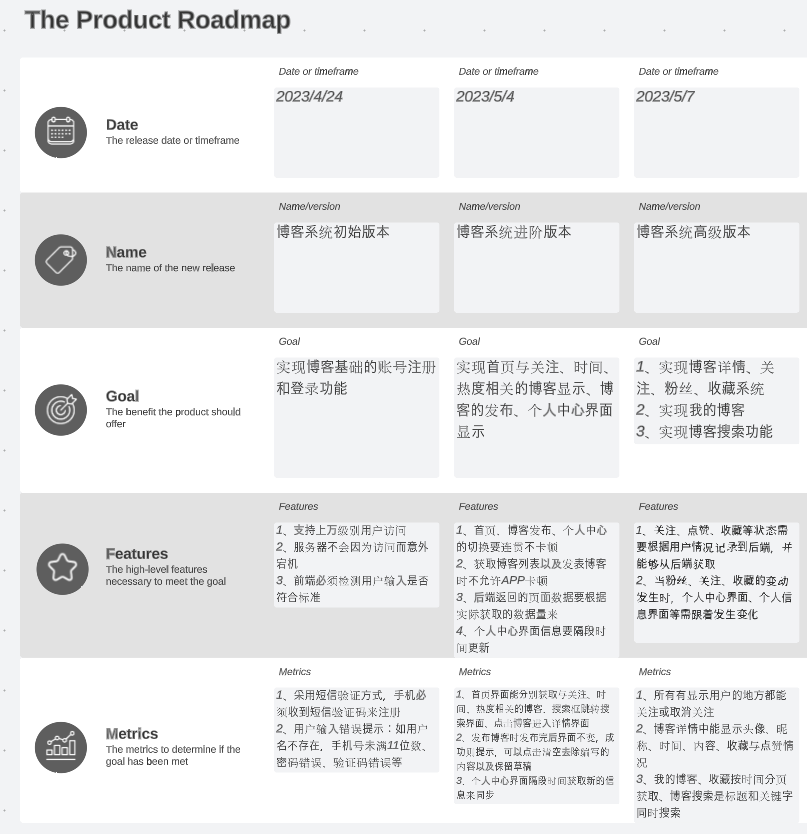 The Product Roadmap
Date or timeframe
Date or timeframe
Date or timeframe
Date
The release date or timeframe
2023/4/24
2023/5/4
2023/5/7
Name/version
Name/version
Name/version
Name
The name of the new release
博客系统初始版本
博客系统进阶版本
博客系统高级版本
Goal
Goal
Goal
Goal
The benefit the product should
offer
实现博客基础的账号注册
和登录功能
实现首页与关注、时间、
热度相关的博客显示、博
客的发布、个人中心界面
显示
1、实现博客详情、关
注、粉丝、收藏系统
2、实现我的博客
3、实现博客搜索功能
Features
Features
Features
Features
The high-level features
necessary to meet the goal
1、支持上万级别用户访问
2、服务器不会因为访问而意外
宕机
3、前端必须检测用户输入是否
符合标准
1、首页、博客发布、个人中心
的切换要连贯不卡顿
2、获取博客列表以及发表博客
时不允许APP卡顿
3、后端返回的页面数据要根据
实际获取的数据量来
4、个人中心界面信息要隔段时
间更新
1、关注、点赞、收藏等状态需
要根据用户情况记录到后端，并
能够从后端获取
2、当粉丝、关注、收藏的变动
发生时，个人中心界面、个人信
息界面等需跟着发生变化
Metrics
Metrics
Metrics
Metrics
The metrics to determine if the
goal has been met
1、采用短信验证方式，手机必
须收到短信验证码来注册
2、用户输入错误提示：如用户
名不存在，手机号未满11位数、
密码错误、验证码错误等
1、首页界面能分别获取与关注、时
间、热度相关的博客，搜索框跳转搜
索界面、点击博客进入详情界面
2、发布博客时发布完后界面不变，成
功则提示，可以点击清空去除编写的
内容以及保留草稿
3、个人中心界面隔段时间获取新的信
息来同步
1、所有有显示用户的地方都能
关注或取消关注
2、博客详情中能显示头像、昵
称、时间、内容、收藏与点赞情
况
3、我的博客、收藏按时间分页
获取、博客搜索是标题和关键字
同时搜索